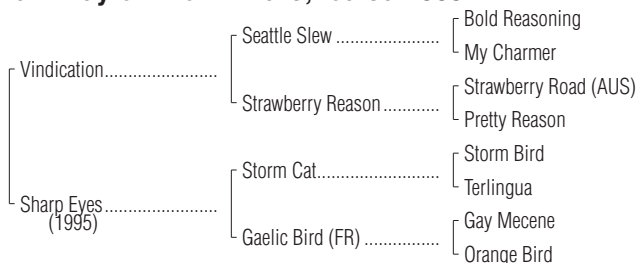 Bold Reasoning
Seattle Slew ....................
My Charmer
Vindication......................
Strawberry Road (AUS)
Strawberry Reason ...........
Pretty Reason
Storm Bird
Storm Cat........................
Terlingua
Sharp Eyes......................
(1995)
Gay Mecene
Gaelic Bird (FR) ..............
Orange Bird